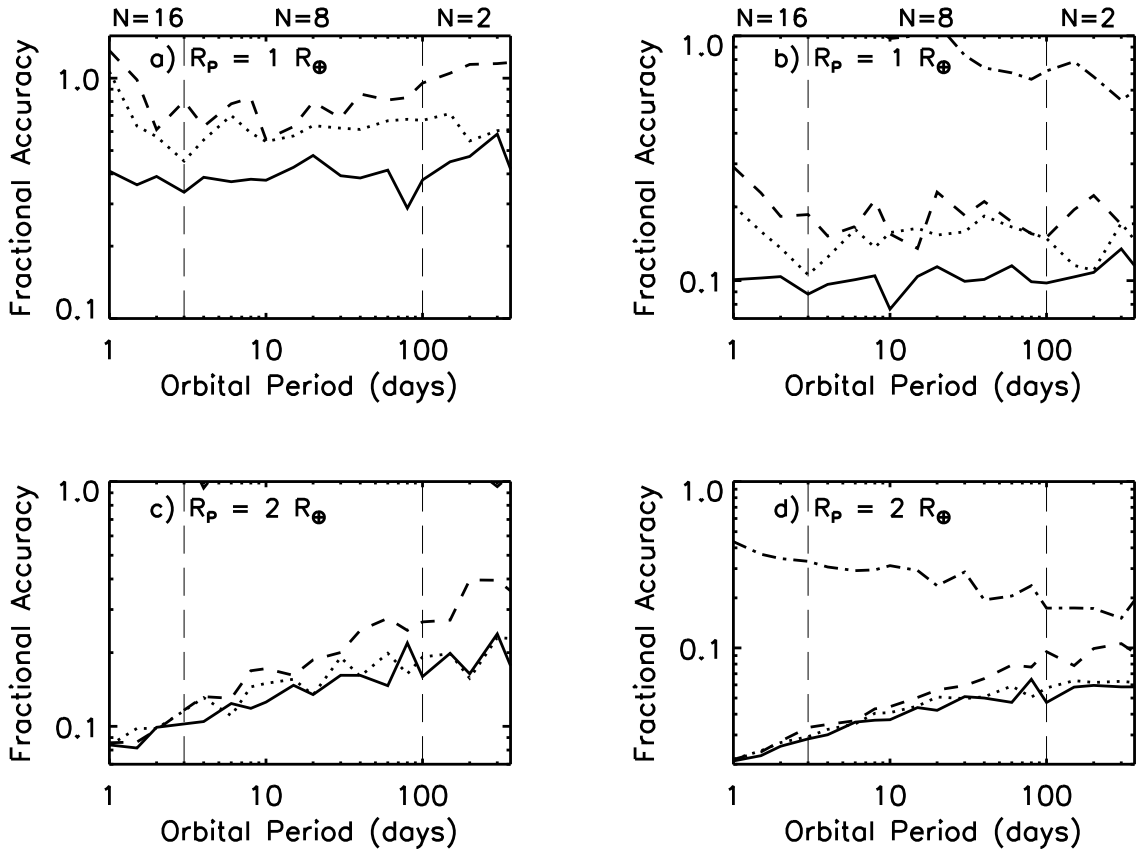 N=16 N=8 N=2
a) R_P = 1 R_⊕
1.0
0.1
Fractional Accuracy
1 10 100
Orbital Period (days)
N=16 N=8 N=2
b) R_P = 1 R_⊕
1.0
0.1
Fractional Accuracy
1 10 100
Orbital Period (days)
c) R_P = 2 R_⊕
1.0
0.1
Fractional Accuracy
1 10 100
Orbital Period (days)
d) R_P = 2 R_⊕
1.0
0.1
Fractional Accuracy
1 10 100
Orbital Period (days)